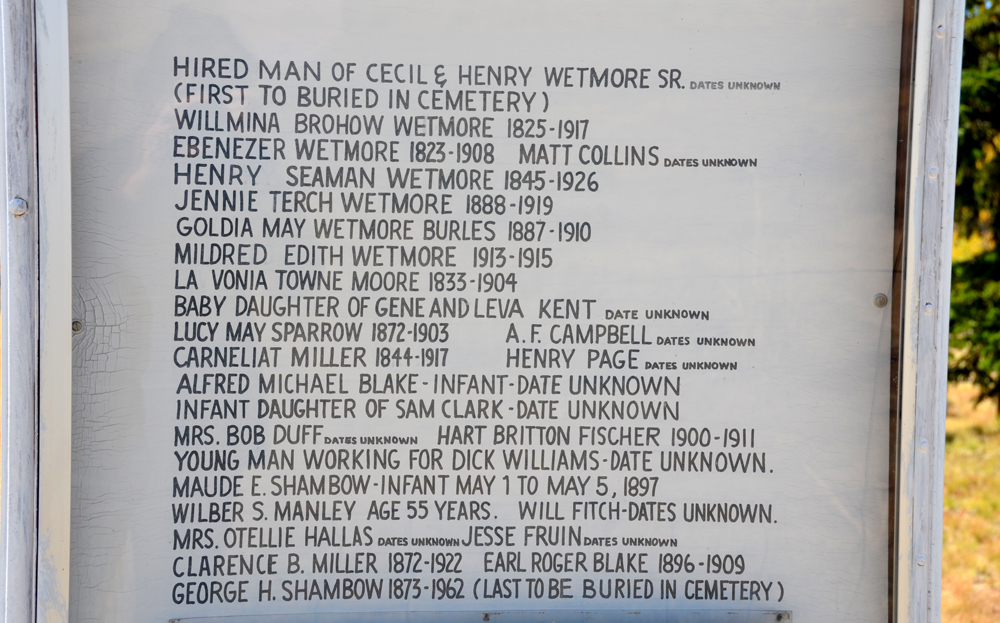 HIRED MAN OF CECIL & HENRY WETMORE SR. DATES UNKNOWN
(FIRST TO BURIED IN CEMETERY)
WILLMINA BROHOW WETMORE 1825-1917
EBENEZER WETMORE 1823-1908 MATT COLLINS DATES UNKNOWN
HENRY SEAMAN WETMORE 1845-1926
JENNIE TERCH WETMORE 1888-1919
GOLDIA MAY WETMORE BURLES 1887-1910
MILDRED EDITH WETMORE 1913-1915
LA VONIA TOWNE MOORE 1833-1904
BABY DAUGHTER OF GENE AND LEVA KENT DATE UNKNOWN
LUCY MAY SPARROW 1872-1903 A.F. CAMPBELL DATES UNKNOWN
CARNELIAT MILLER 1844-1917 HENRY PAGE DATES UNKNOWN
ALFRED MICHAEL BLAKE-INFANT-DATE UNKNOWN
INFANT DAUGHTER OF SAM CLARK-DATE UNKNOWN
MRS. BOB DUFF DATES UNKNOWN HART BRITTON FISCHER 1900-1911
YOUNG MAN WORKING FOR DICK WILLIAMS-DATE UNKNOWN.
MAUDE E. SHAMBOW-INFANT MAY 1 TO MAY 5, 1897
WILBER S. MANLEY AGE 55 YEARS. WILL FITCH-DATES UNKNOWN.
MRS. OTELLIE HALLAS DATES UNKNOWN JESSE FRUIN DATES UNKNOWN
CLARENCE B. MILLER 1872-1922 EARL ROGER BLAKE 1896-1909
GEORGE H. SHAMBOW 1873-1962 (LAST TO BE BURIED IN CEMETERY)